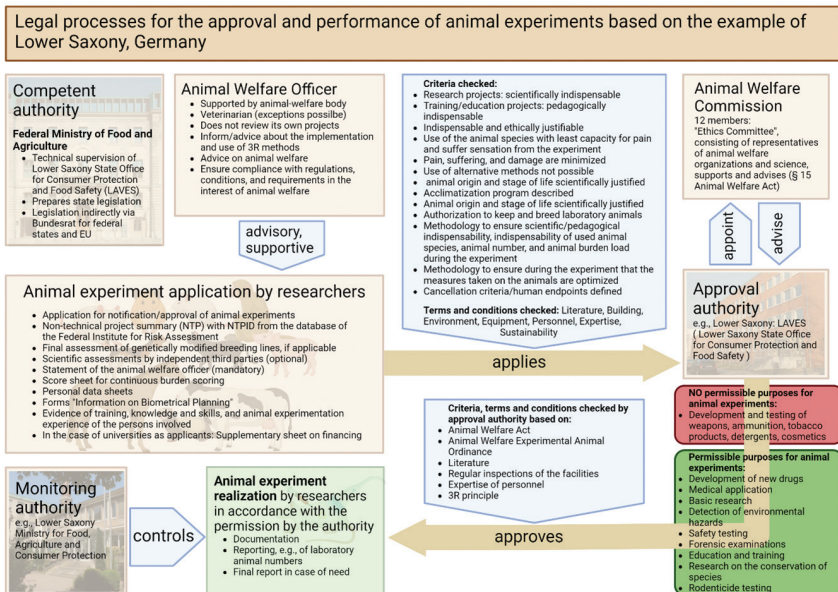 Legal processes for the approval and performance of animal experiments based on the example of
Lower Saxony, Germany
Competent
authority
Federal Ministry of Food and
Agriculture
• Technical supervision of
Lower Saxony State Office
for Consumer Protection
and Food Safety (LAVES)
• Prepares state legislation
• Legislation indirectly via
Bundesrat for federal
states and EU
Animal Welfare Officer
• Supported by animal-welfare body
• Veterinarian (exceptions possilbe)
• Does not review its own projects
• Inform/advice about the implementation
and use of 3R methods
• Advice on animal welfare
• Ensure compliance with regulations,
conditions, and requirements in the
interest of animal welfare
advisory,
supportive
Criteria checked:
• Research projects: scientifically indispensable
• Training/education projects: pedagogically
indispensable
• Indispensable and ethically justifiable
• Use of the animal species with least capacity for pain
and suffer sensation from the experiment
• Pain, suffering, and damage are minimized
• Use of alternative methods not possible
• animal origin and stage of life scientifically justified
• Acclimatization program described
• Animal origin and stage of life scientifically justified
• Authorization to keep and breed laboratory animals
• Methodology to ensure scientific/pedagogical
indispensability, indispensability of used animal
species, animal number, and animal burden load
during the experiment
• Methodology to ensure during the experiment that the
measures taken on the animals are optimized
• Cancellation criteria/human endpoints defined
Terms and conditions checked: Literature, Building,
Environment, Equipment, Personnel, Expertise,
Sustainability
Animal Welfare
Commission
12 members:
"Ethics Committee",
consisting of representatives
of animal welfare
organizations and science,
supports and advises (§ 15
Animal Welfare Act)
appoint
advise
Animal experiment application by researchers
• Application for notification/approval of animal experiments
• Non-technical project summary (NTP) with NTPID from the database of
the Federal Institute for Risk Assessment
• Final assessment of genetically modified breeding lines, if applicable
• Scientific assessments by independent third parties (optional)
• Statement of the animal welfare officer (mandatory)
• Score sheet for continuous burden scoring
• Personal data sheets
• Forms "Information on Biometrical Planning"
• Evidence of training, knowledge and skills, and animal experimentation
experience of the persons involved
• In the case of universities as applicants: Supplementary sheet on financing
applies
Approval
authority
e.g., Lower Saxony: LAVES
( Lower Saxony State Office
for Consumer Protection and
Food Safety )
NO permissible purposes for
animal experiments:
• Development and testing of
weapons, ammunition, tobacco
products, detergents, cosmetics
Permissible purposes for animal
experiments:
• Development of new drugs
• Medical application
• Basic research
• Detection of environmental
hazards
• Safety testing
• Forensic examinations
• Education and training
• Research on the conservation of
species
• Rodenticide testing
Criteria, terms and conditions checked by
approval authority based on:
• Animal Welfare Act
• Animal Welfare Experimental Animal
Ordinance
• Literature
• Regular inspections of the facilities
• Expertise of personnel
• 3R principle
approves
Monitoring
authority
e.g., Lower Saxony
Ministry for Food,
Agriculture and
Consumer Protection
controls
Animal experiment
realization by researchers
in accordance with the
permission by the authority
• Documentation
• Reporting, e.g., of laboratory
animal numbers
• Final report in case of need